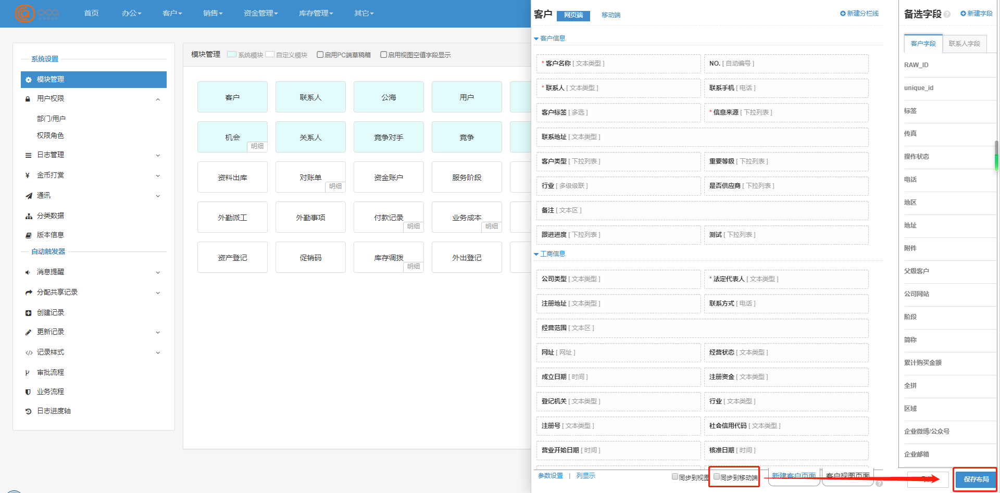 首页
办公
客户
销售
资金管理
库存管理
其它
系统设置
模块管理
用户权限
部门/用户
权限角色
日志管理
金币打赏
通讯
分类数据
版本信息
自动触发器
消息提醒
分配共享记录
创建记录
更新记录
记录样式
审批流程
业务流程
日志进度轴
模块管理 系统模块 自定义模块 启用PC端草稿箱 启用视图空值字段显示
客户 联系人 公海 用户
机会 明细 关系人 竞争对手 竞争
资料出库 对账单 明细 资金账户 服务阶段
外勤派工 外勤事项 付款记录 明细 业务成本 明细
资产登记 促销码 库存调拨 明细 外出登记
客户 网页端 移动端 新建分栏线
客户信息
* 客户名称 [ 文本类型 ] NO. [ 自动编号 ]
* 联系人 [ 文本类型 ] 联系手机 [ 电话 ]
客户标签 [ 多选 ] * 信息来源 [ 下拉列表 ]
联系地址 [ 文本类型 ]
客户类型 [ 下拉列表 ] 重要等级 [ 下拉列表 ]
行业 [ 多级级联 ] 是否供应商 [ 下拉列表 ]
备注 [ 文本区 ]
跟进进度 [ 下拉列表 ] 测试 [ 下拉列表 ]
工商信息
公司类型 [ 文本类型 ] * 法定代表人 [ 文本类型 ]
注册地址 [ 文本类型 ] 联系方式 [ 电话 ]
经营范围 [ 文本区 ]
网址 [ 网址 ] 经营状态 [ 文本类型 ]
成立日期 [ 时间 ] 注册资金 [ 文本类型 ]
登记机关 [ 文本类型 ] 行业 [ 文本类型 ]
注册号 [ 文本类型 ] 社会信用代码 [ 文本类型 ]
营业开始日期 [ 时间 ] 核准日期 [ 时间 ]
参数设置 | 列显示 同步到视图 同步到移动端 新建客户页面 客户视图页面 保存布局
备选字段 新建字段
客户字段 联系人字段
RAW_ID
unique_id
标签
传真
操作状态
电话
地区
地址
附件
父级客户
公司网站
阶段
简称
累计购买金额
全拼
区域
企业微博/公众号
企业邮箱